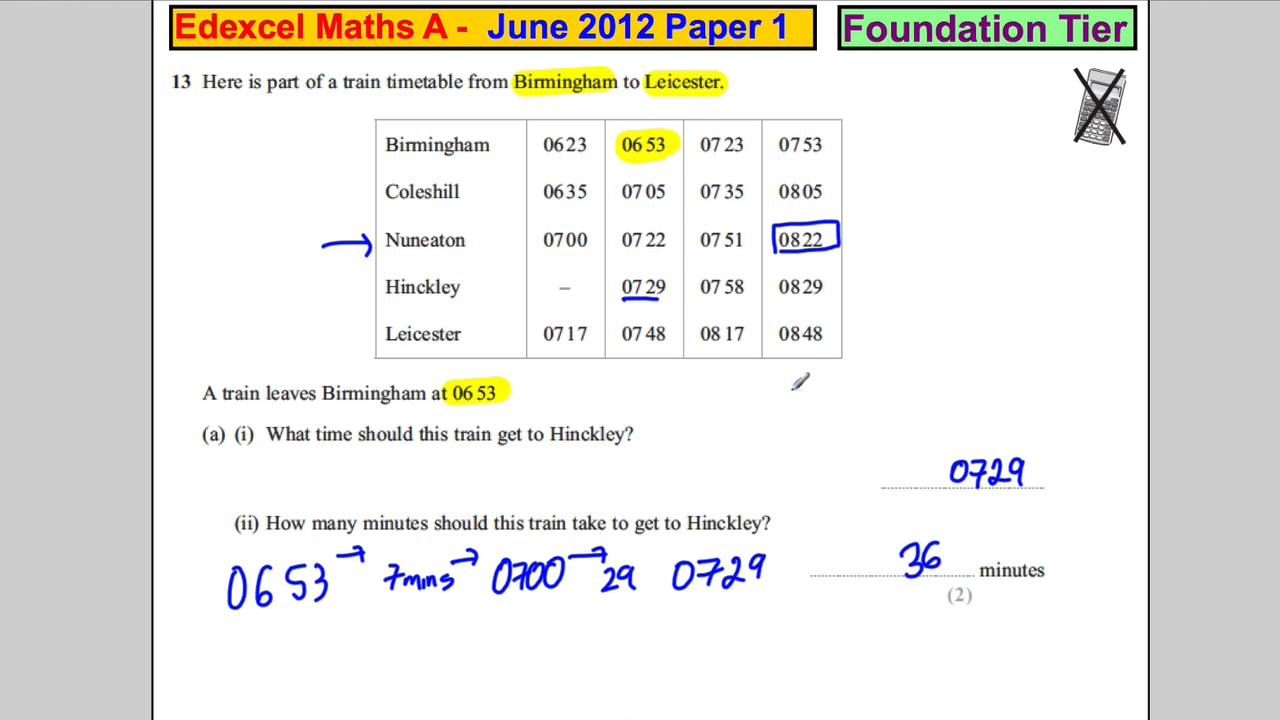 Edexcel Maths A - June 2012 Paper 1
Foundation Tier
13 Here is part of a train timetable from Birmingham to Leicester.
Birmingham 0623 0653 0723 0753
Coleshill 0635 0705 0735 0805
Nuneaton 0700 0722 0751 0822
Hinckley – 0729 0758 0829
Leicester 0717 0748 0817 0848
A train leaves Birmingham at 0653
(a) (i) What time should this train get to Hinckley?
0729
(ii) How many minutes should this train take to get to Hinckley?
0653 → 7mins → 0700 → 29 0729
36 minutes
(2)